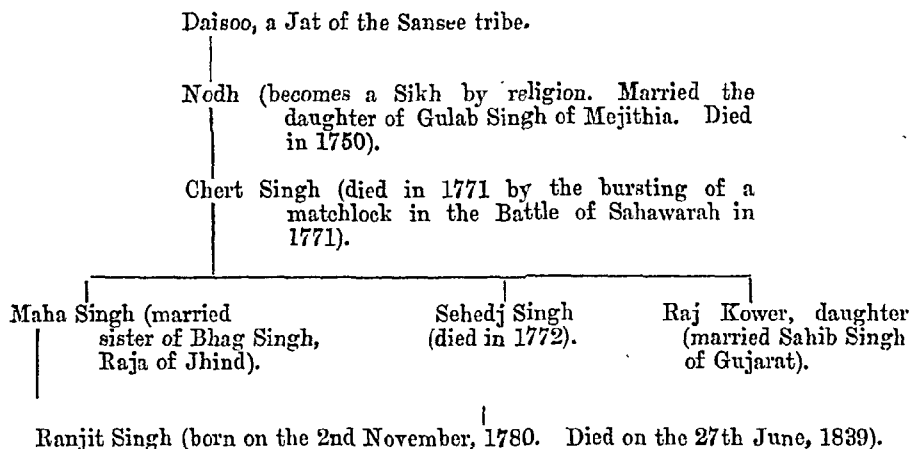 Daisoo, a Jat of the Sansee tribe.
Nodh (becomes a Sikh by religion. Married the
daughter of Gulab Singh of Mejithia. Died
in 1750).
Chert Singh (died in 1771 by the bursting of a
matchlock in the Battle of Sahawarah in
1771).
Maha Singh (married
sister of Bhag Singh,
Raja of Jhind).
Sehedj Singh
(died in 1772).
Raj Kower, daughter
(married Sahib Singh
of Gujarat).
Ranjit Singh (born on the 2nd November, 1780. Died on the 27th June, 1839).